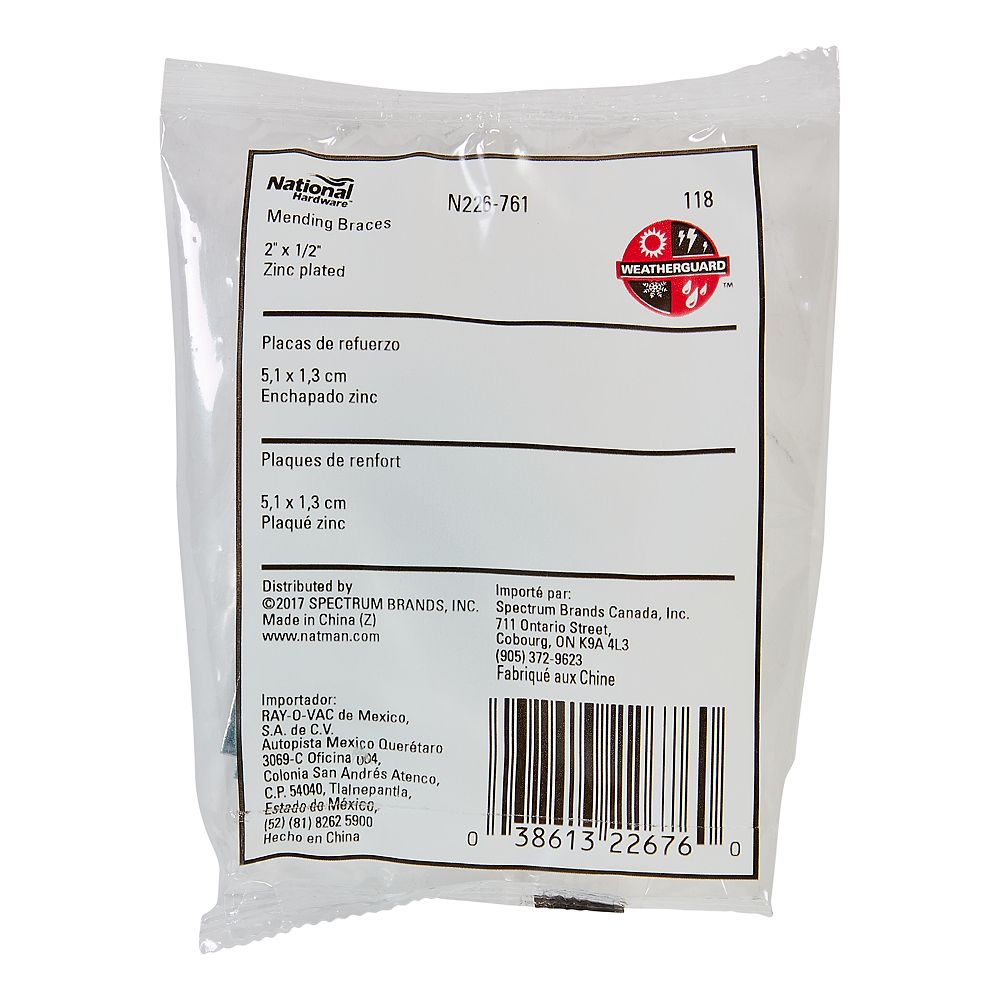 National
Hardware™
N226-761
118
Mending Braces
2" x 1/2"
Zinc plated
WEATHERGUARD
™
Placas de refuerzo
5,1 x 1,3 cm
Enchapado zinc
Plaques de renfort
5,1 x 1,3 cm
Plaqué zinc
Distributed by
©2017 SPECTRUM BRANDS, INC.
Made in China (Z)
www.natman.com
Importé par:
Spectrum Brands Canada, Inc.
711 Ontario Street,
Cobourg, ON K9A 4L3
(905) 372-9623
Fabriqué aux Chine
Importador:
RAY-O-VAC de Mexico,
S.A. de C.V.
Autopista Mexico Querétaro
3069-C Oficina 004,
Colonia San Andrés Atenco,
C.P. 54040, Tlalnepantla,
Estado de México,
(52) (81) 8262 5900
Hecho en China
0 38613 22676 0